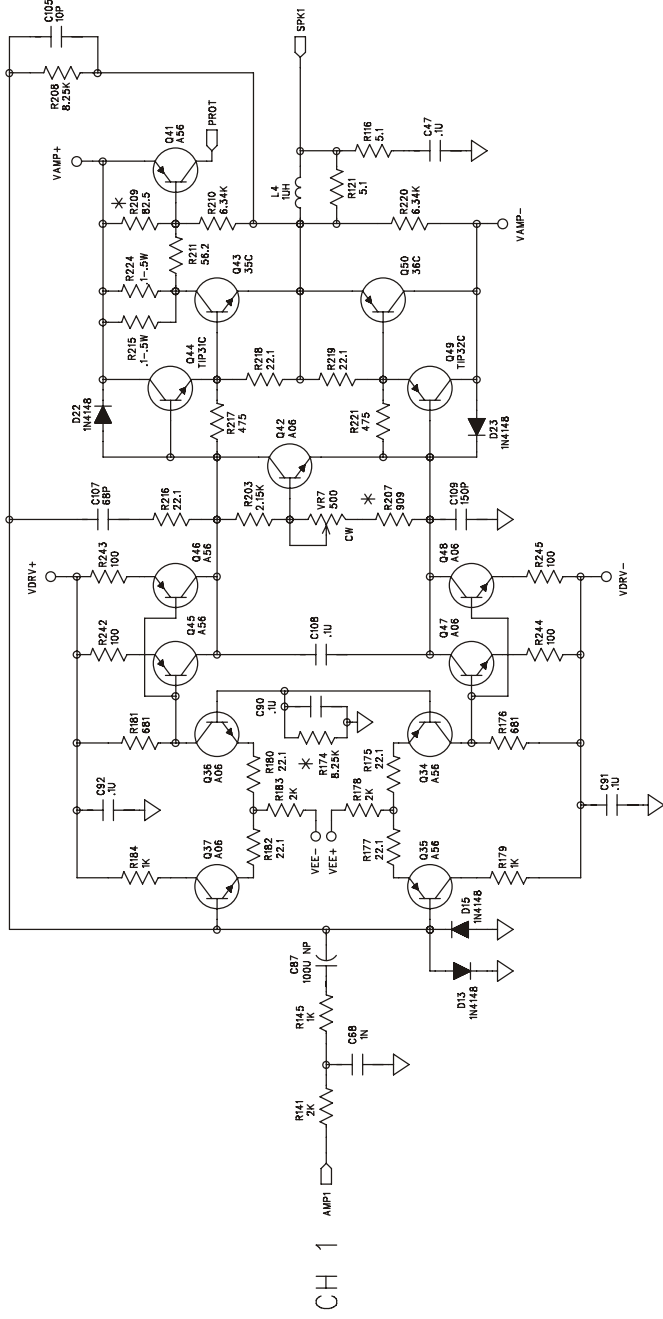 CH 1
AMP1
R141
2K
C68
1N
R145
1K
C87
100U NP
D13
1N4148
D15
1N4148
R184
1K
Q37
A06
R182
22.1
R183
2K
VEE-
VEE+
R178
2K
R177
22.1
Q35
A56
R179
1K
C92
.1U
R181
681
Q36
A06
R180
22.1
*
R174
8.25K
C90
.1U
R175
22.1
Q34
A56
R176
681
C91
.1U
VDRV+
R242
100
R243
100
Q45
A56
Q46
A56
C108
.1U
Q47
A06
Q48
A06
R244
100
R245
100
VDRV-
C107
68P
R216
22.1
R203
2.15K
VR7
500
CW
*
R207
909
C109
150P
Q42
A06
D22
1N4148
R217
475
R221
475
D23
1N4148
Q44
TIP31C
R218
22.1
R219
22.1
Q49
TIP32C
R215
.1-.5W
R224
.1-.5W
R211
56.2
Q43
35C
Q50
36C
*
R209
82.5
R210
6.34K
Q41
A56
PROT
VAMP+
L4
1UH
R121
5.1
R220
6.34K
VAMP-
R116
5.1
C47
.1U
SPK1
R208
8.25K
C105
10P